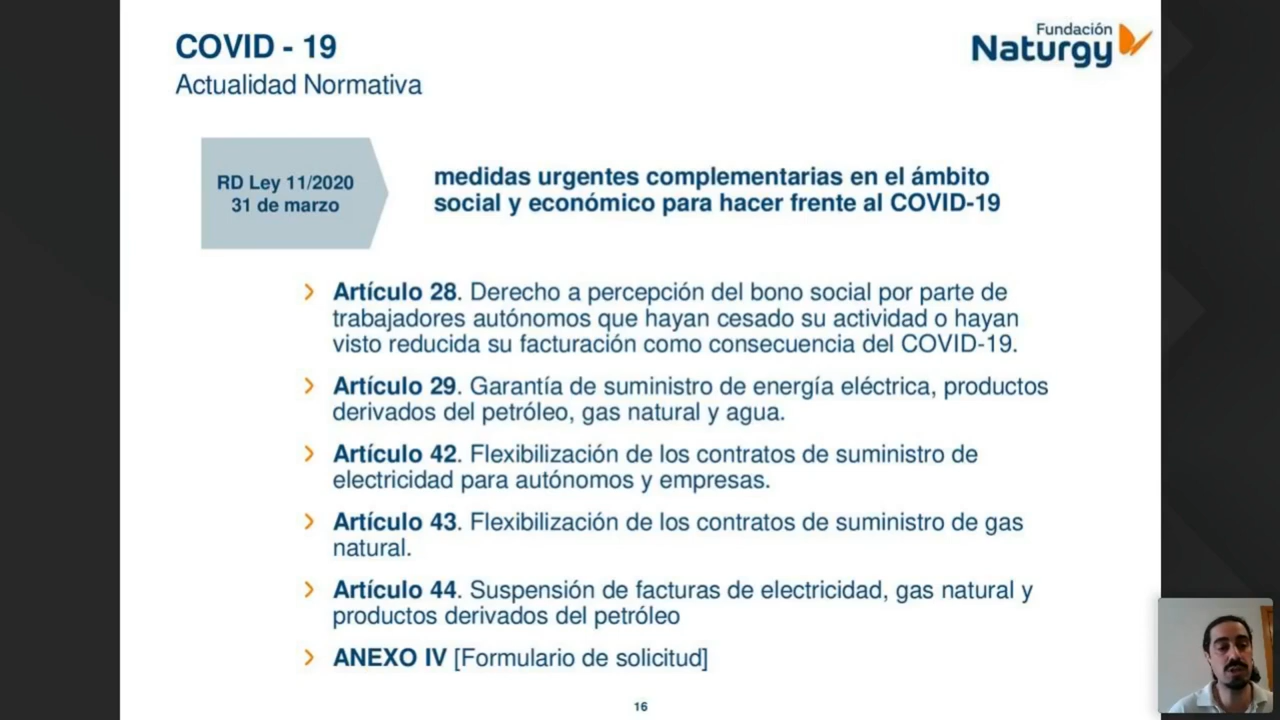 COVID - 19
Actualidad Normativa
Fundación
Naturgy
RD Ley 11/2020
31 de marzo
medidas urgentes complementarias en el ámbito
social y económico para hacer frente al COVID-19
Artículo 28. Derecho a percepción del bono social por parte de
trabajadores autónomos que hayan cesado su actividad o hayan
visto reducida su facturación como consecuencia del COVID-19.
Artículo 29. Garantía de suministro de energía eléctrica, productos
derivados del petróleo, gas natural y agua.
Artículo 42. Flexibilización de los contratos de suministro de
electricidad para autónomos y empresas.
Artículo 43. Flexibilización de los contratos de suministro de gas
natural.
Artículo 44. Suspensión de facturas de electricidad, gas natural y
productos derivados del petróleo
ANEXO IV [Formulario de solicitud]
16